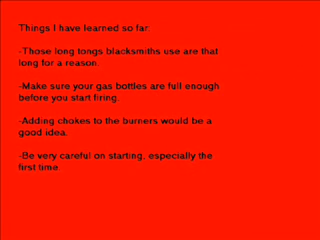 Things I have learned so far:
-Those long tongs blacksmiths use are that
long for a reason.
-Make sure your gas bottles are full enough
before you start firing.
-Adding chokes to the burners would be a
good idea.
-Be very careful on starting, especially the
first time.